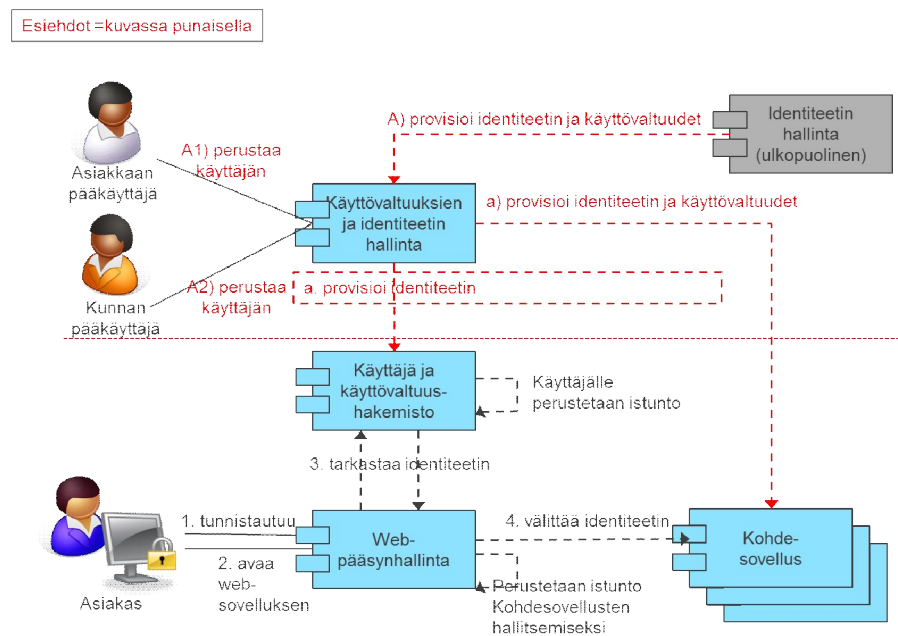 Esiehdot =kuvassa punaisella
A) provisioi identiteetin ja käyttövaltuudet
Identiteetin
hallinta
(ulkopuolinen)
A1) perustaa
käyttäjän
Asiakkaan
pääkäyttäjä
Käyttövaltuuksien
ja identiteetin
hallinta
a) provisioi identiteetin ja käyttövaltuudet
A2) perustaa
käyttäjän
a. provisioi identiteetin
Kunnan
pääkäyttäjä
Käyttäjä ja
käyttövaltuus-
hakemisto
Käyttäjälle
perustetaan istunto
3. tarkastaa identiteetin
1. tunnistautuu
2. avaa
web-
sovelluksen
Asiakas
Web-
pääsynhallinta
4. välittää identiteetin
Perustetaan istunto
Kohdesovellusten
hallitsemiseksi
Kohde-
sovellus